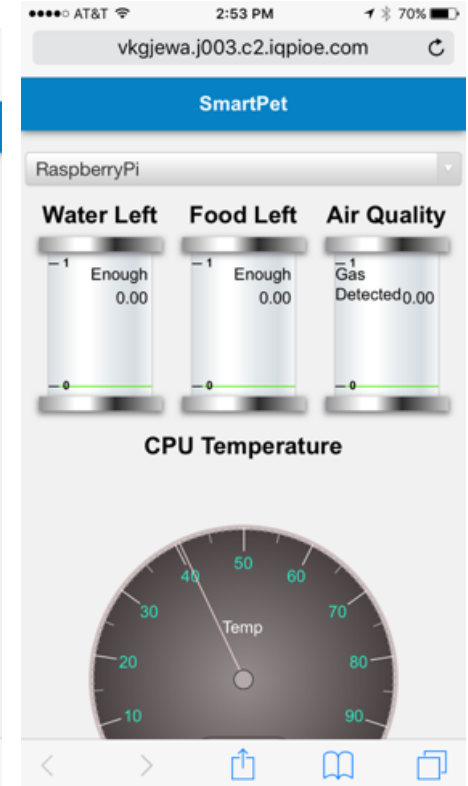 AT&T 2:53 PM 70%
vkgjewa.j003.c2.iqpioe.com
SmartPet
RaspberryPi
Water Left Food Left Air Quality
1 Enough 0.00 0
1 Enough 0.00 0
1 Gas Detected 0.00 0
CPU Temperature
50
40 60
30 70
Temp
20 80
10 90